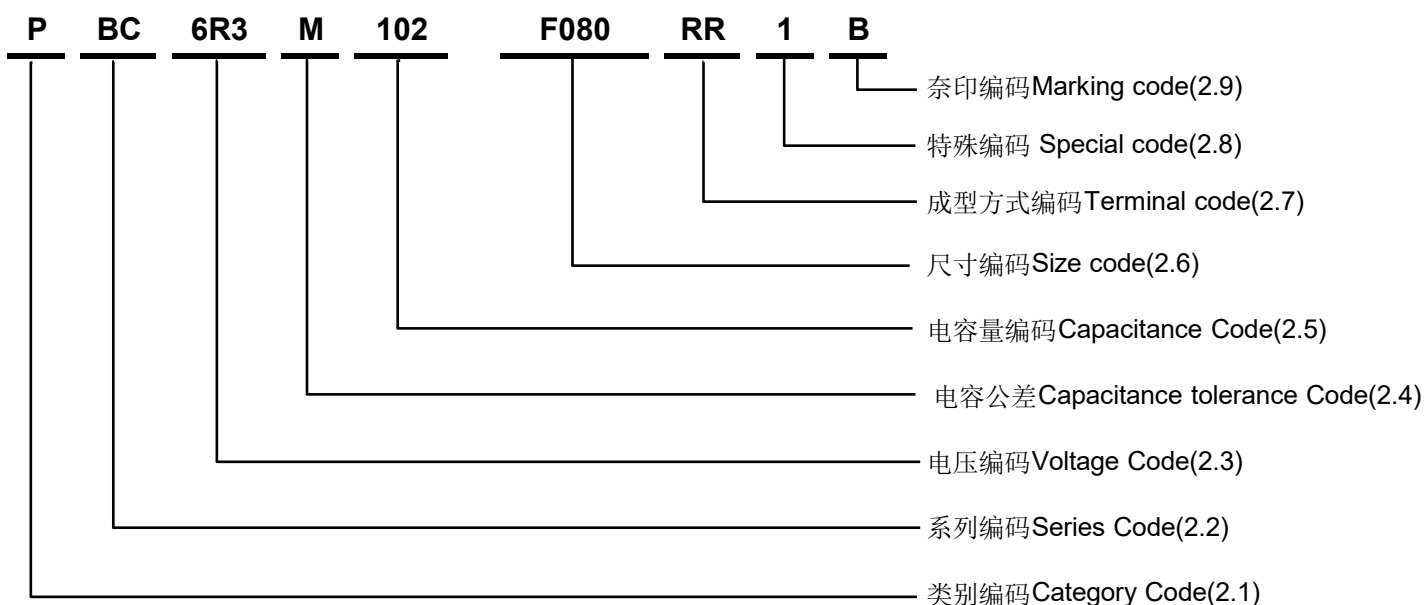 P BC 6R3 M 102 F080 RR 1 B
奈印编码Marking code(2.9)
特殊编码 Special code(2.8)
成型方式编码Terminal code(2.7)
尺寸编码Size code(2.6)
电容量编码Capacitance Code(2.5)
电容公差Capacitance tolerance Code(2.4)
电压编码Voltage Code(2.3)
系列编码Series Code(2.2)
类别编码Category Code(2.1)